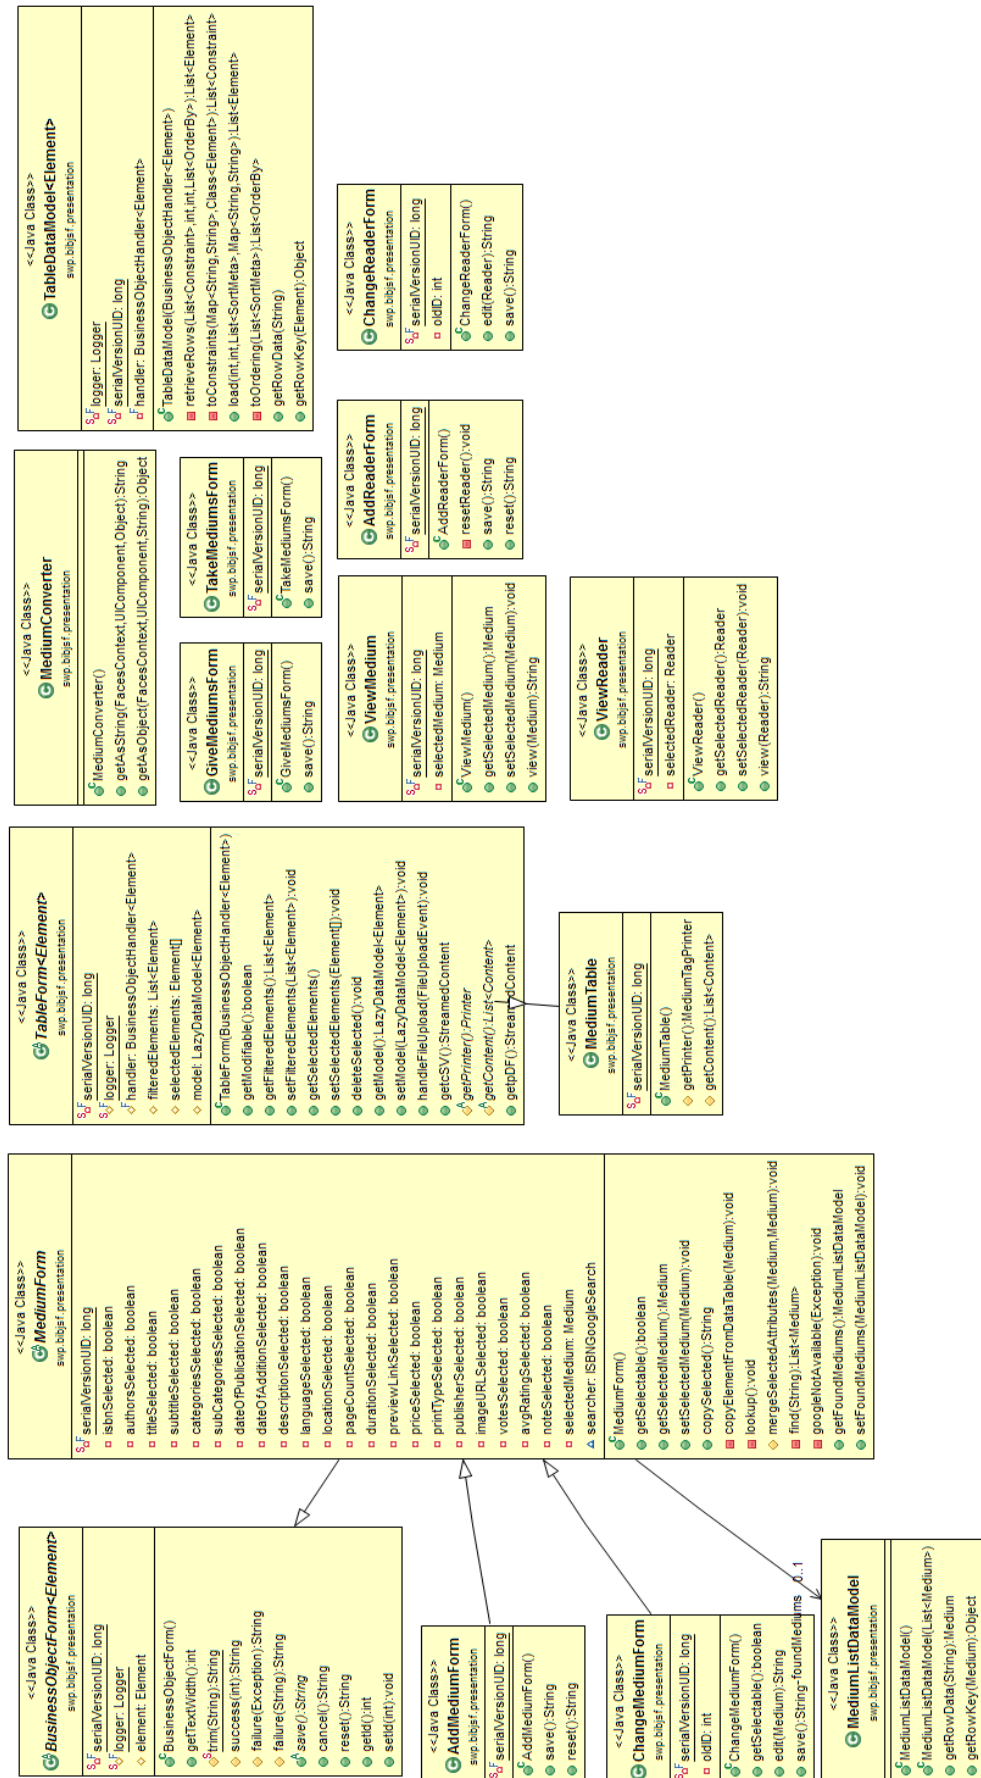 <<Java Class>>
BusinessObjectForm<Element>
swp.bibjsf.presentation
serialVersionUID: long
logger: Logger
element: Element
BusinessObjectForm()
getTextWidth():int
trim(String):String
success(int):String
failure(Exception):String
failure(String):String
save():String
cancel():String
reset():String
getId():int
setId(int):void
<<Java Class>>
AddMediumForm
swp.bibjsf.presentation
serialVersionUID: long
AddMediumForm()
save():String
reset():String
<<Java Class>>
ChangeMediumForm
swp.bibjsf.presentation
serialVersionUID: long
oldID: int
ChangeMediumForm()
getSelectable():boolean
edit(Medium):String
save():String
-foundMediums 0..1
<<Java Class>>
MediumListDataModel
swp.bibjsf.presentation
MediumListDataModel()
MediumListDataModel(List<Medium>)
getRowData(String):Medium
getRowKey(Medium):Object
<<Java Class>>
MediumForm
swp.bibjsf.presentation
serialVersionUID: long
isbnSelected: boolean
authorsSelected: boolean
titleSelected: boolean
subtitleSelected: boolean
categoriesSelected: boolean
subCategoriesSelected: boolean
dateOfPublicationSelected: boolean
dateOfAdditionSelected: boolean
descriptionSelected: boolean
languageSelected: boolean
locationSelected: boolean
pageCountSelected: boolean
durationSelected: boolean
previewLinkSelected: boolean
priceSelected: boolean
printTypeSelected: boolean
publisherSelected: boolean
imageURLSelected: boolean
votesSelected: boolean
avgRatingSelected: boolean
noteSelected: boolean
selectedMedium: Medium
searcher: ISBNGoogleSearch
MediumForm()
getSelectable():boolean
getSelectedMedium():Medium
setSelectedMedium(Medium):void
copySelected():String
copyElementFromDataTable(Medium):void
lookup():void
mergeSelectedAttributes(Medium,Medium):void
find(String):List<Medium>
googleNotAvailable(Exception):void
getFoundMediums():MediumListDataModel
setFoundMediums(MediumListDataModel):void
<<Java Class>>
TableForm<Element>
swp.bibjsf.presentation
serialVersionUID: long
logger: Logger
handler: BusinessObjectHandler<Element>
filteredElements: List<Element>
selectedElements: Element[]
model: LazyDataModel<Element>
TableForm(BusinessObjectHandler<Element>)
getModifiable():boolean
getFilteredElements():List<Element>
setFilteredElements(List<Element>):void
getSelectedElements()
setSelectedElements(Element[]):void
deleteSelected():void
getModel():LazyDataModel<Element>
setModel(LazyDataModel<Element>):void
handleFileUpload(FileUploadEvent):void
getcSV():StreamedContent
getPrinter():Printer
getContent():List<Content>
getpDF():StreamedContent
<<Java Class>>
MediumTable
swp.bibjsf.presentation
serialVersionUID: long
MediumTable()
getPrinter():MediumTagPrinter
getContent():List<Content>
<<Java Class>>
MediumConverter
swp.bibjsf.presentation
MediumConverter()
getAsString(FacesContext,UIComponent,Object):String
getAsObject(FacesContext,UIComponent,String):Object
<<Java Class>>
GiveMediumsForm
swp.bibjsf.presentation
serialVersionUID: long
GiveMediumsForm()
save():String
<<Java Class>>
TakeMediumsForm
swp.bibjsf.presentation
serialVersionUID: long
TakeMediumsForm()
save():String
<<Java Class>>
ViewMedium
swp.bibjsf.presentation
serialVersionUID: long
selectedMedium: Medium
ViewMedium()
getSelectedMedium():Medium
setSelectedMedium(Medium):void
view(Medium):String
<<Java Class>>
ViewReader
swp.bibjsf.presentation
serialVersionUID: long
selectedReader: Reader
ViewReader()
getSelectedReader():Reader
setSelectedReader(Reader):void
view(Reader):String
<<Java Class>>
TableDataModel<Element>
swp.bibjsf.presentation
logger: Logger
serialVersionUID: long
handler: BusinessObjectHandler<Element>
TableDataModel(BusinessObjectHandler<Element>)
retrieveRows(List<Constraint>,int,int,List<OrderBy>):List<Element>
toConstraints(Map<String,String>,Class<Element>):List<Constraint>
load(int,int,List<SortMeta>,Map<String,String>):List<Element>
toOrdering(List<SortMeta>):List<OrderBy>
getRowData(String)
getRowKey(Element):Object
<<Java Class>>
AddReaderForm
swp.bibjsf.presentation
serialVersionUID: long
AddReaderForm()
resetReader():void
save():String
reset():String
<<Java Class>>
ChangeReaderForm
swp.bibjsf.presentation
serialVersionUID: long
oldID: int
ChangeReaderForm()
edit(Reader):String
save():String